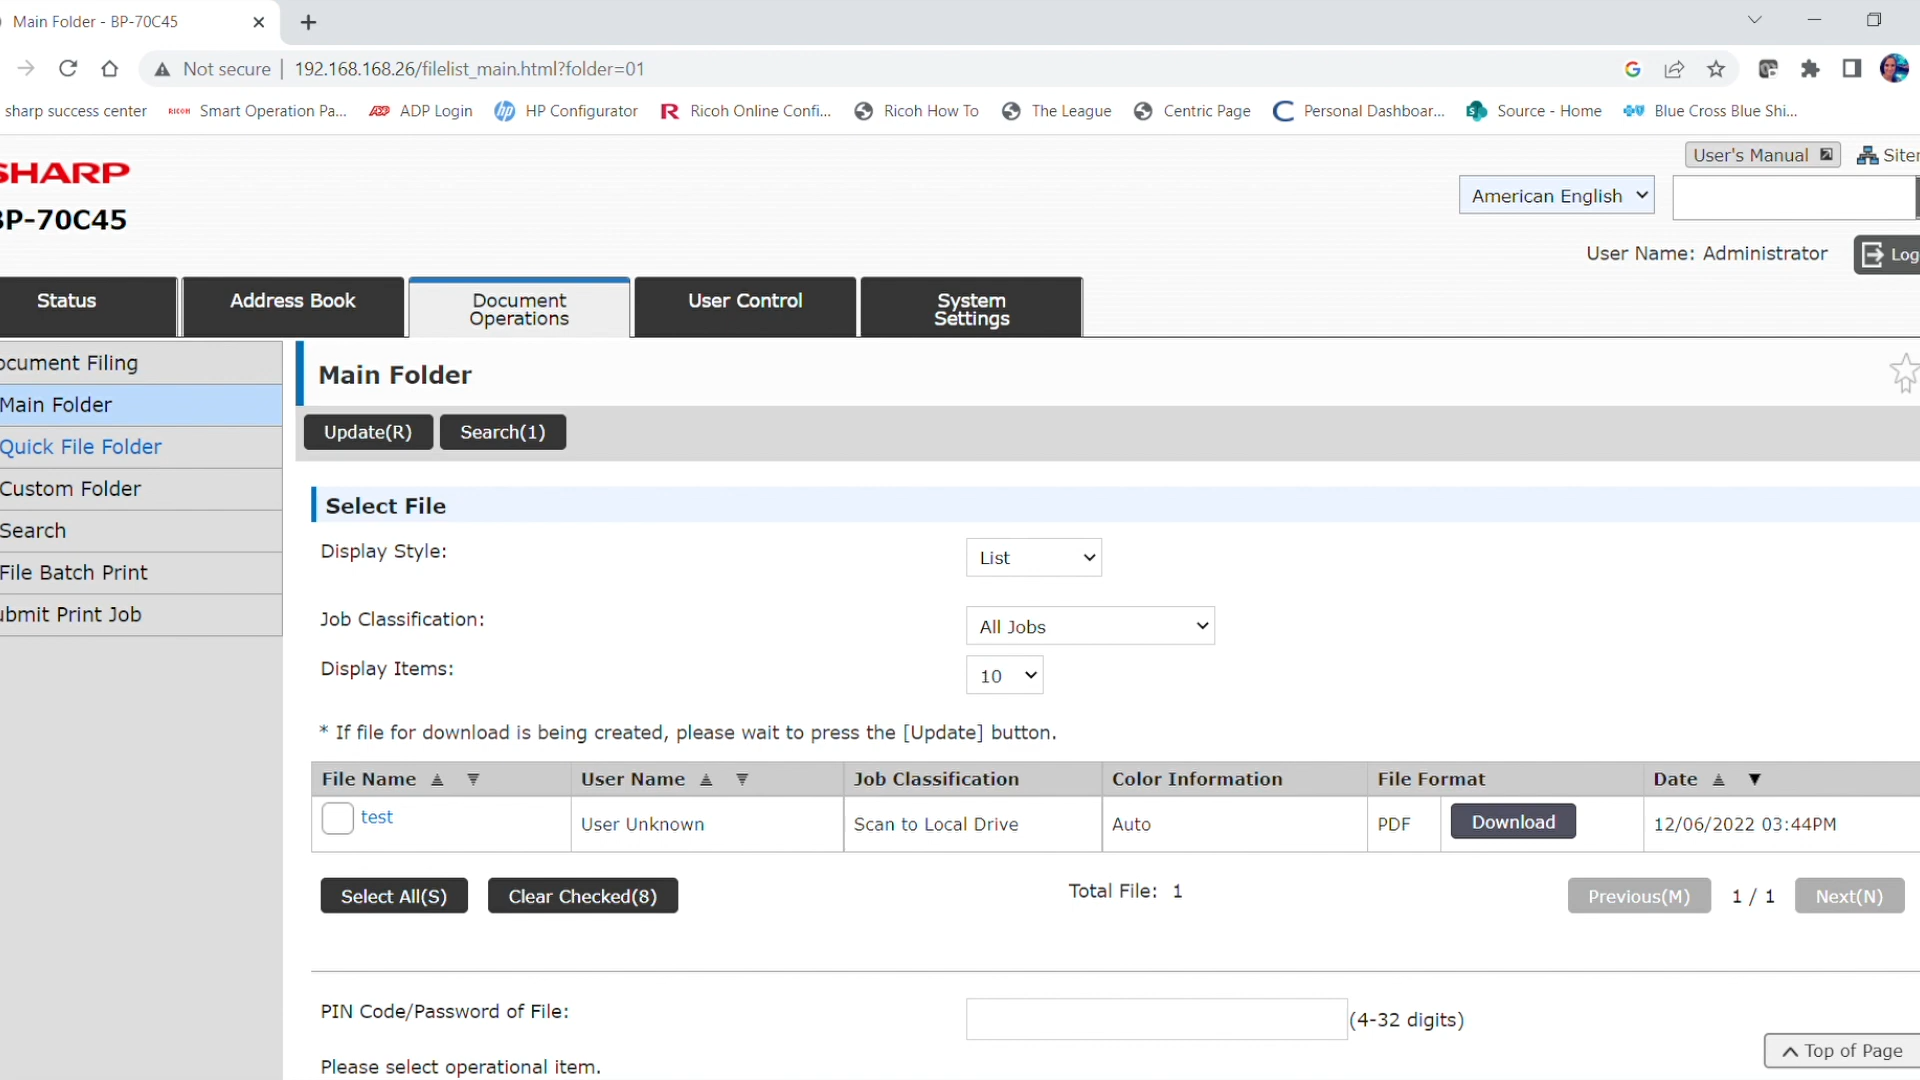 Main Folder - BP-70C45
Not secure 192.168.168.26/filelist_main.html?folder=01
sharp success center RICOH Smart Operation Pa... ADP ADP Login hp HP Configurator R Ricoh Online Confi... Ricoh How To The League Centric Page C Personal Dashboar... S Source - Home Blue Cross Blue Shi...
User's Manual Siter
SHARP
American English
BP-70C45
User Name: Administrator Log
Status Address Book Document Operations User Control System Settings
ocument Filing
Main Folder
Quick File Folder
Custom Folder
Search
File Batch Print
ubmit Print Job
Main Folder
Update(R) Search(1)
Select File
Display Style: List
Job Classification: All Jobs
Display Items: 10
* If file for download is being created, please wait to press the [Update] button.
File Name User Name Job Classification Color Information File Format Date
test User Unknown Scan to Local Drive Auto PDF Download 12/06/2022 03:44PM
Select All(S) Clear Checked(8) Total File: 1 Previous(M) 1 / 1 Next(N)
PIN Code/Password of File: (4-32 digits)
Please select operational item.
Top of Page